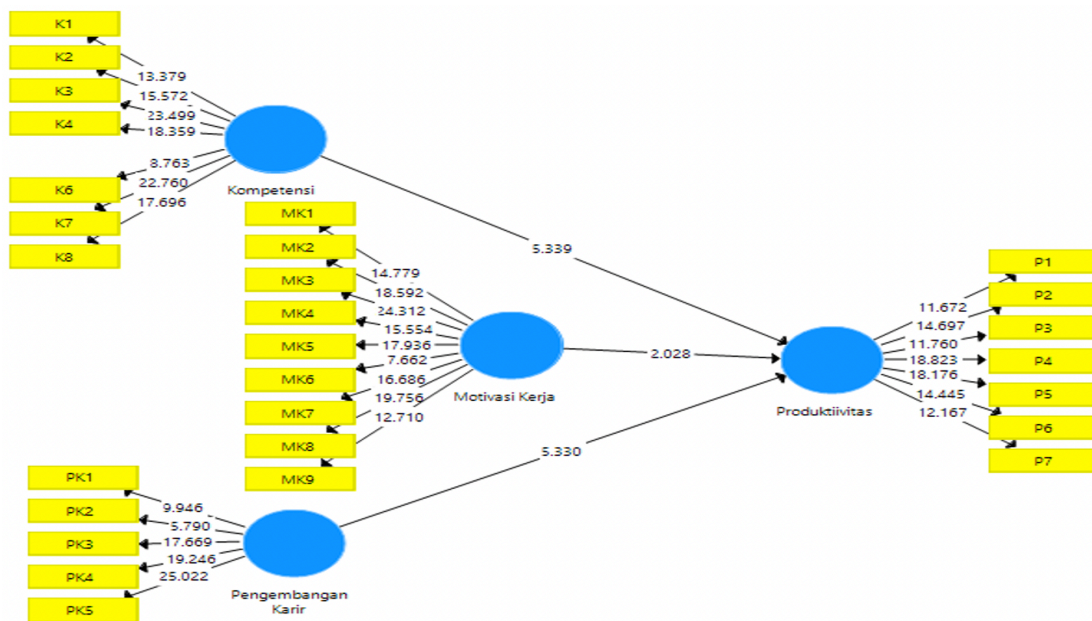 K1
K2
K3
K4
K6
K7
K8
13.379
15.572
23.499
18.359
8.763
22.760
17.696
Kompetensi
MK1
MK2
MK3
MK4
MK5
MK6
MK7
MK8
MK9
14.779
18.592
24.312
15.554
17.936
7.662
16.686
19.756
12.710
Motivasi Kerja
PK1
PK2
PK3
PK4
PK5
9.946
5.790
17.669
19.246
25.022
Pengembangan
Karir
5.339
2.028
5.330
Produktiivitas
11.672
14.697
11.760
18.823
18.176
14.445
12.167
P1
P2
P3
P4
P5
P6
P7